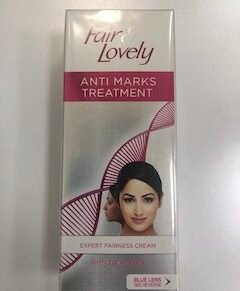 Fair &
Lovely
ANTI MARKS
TREATMENT
EXPERT FAIRNESS CREAM
BLUE LENS
SEE REVERSE